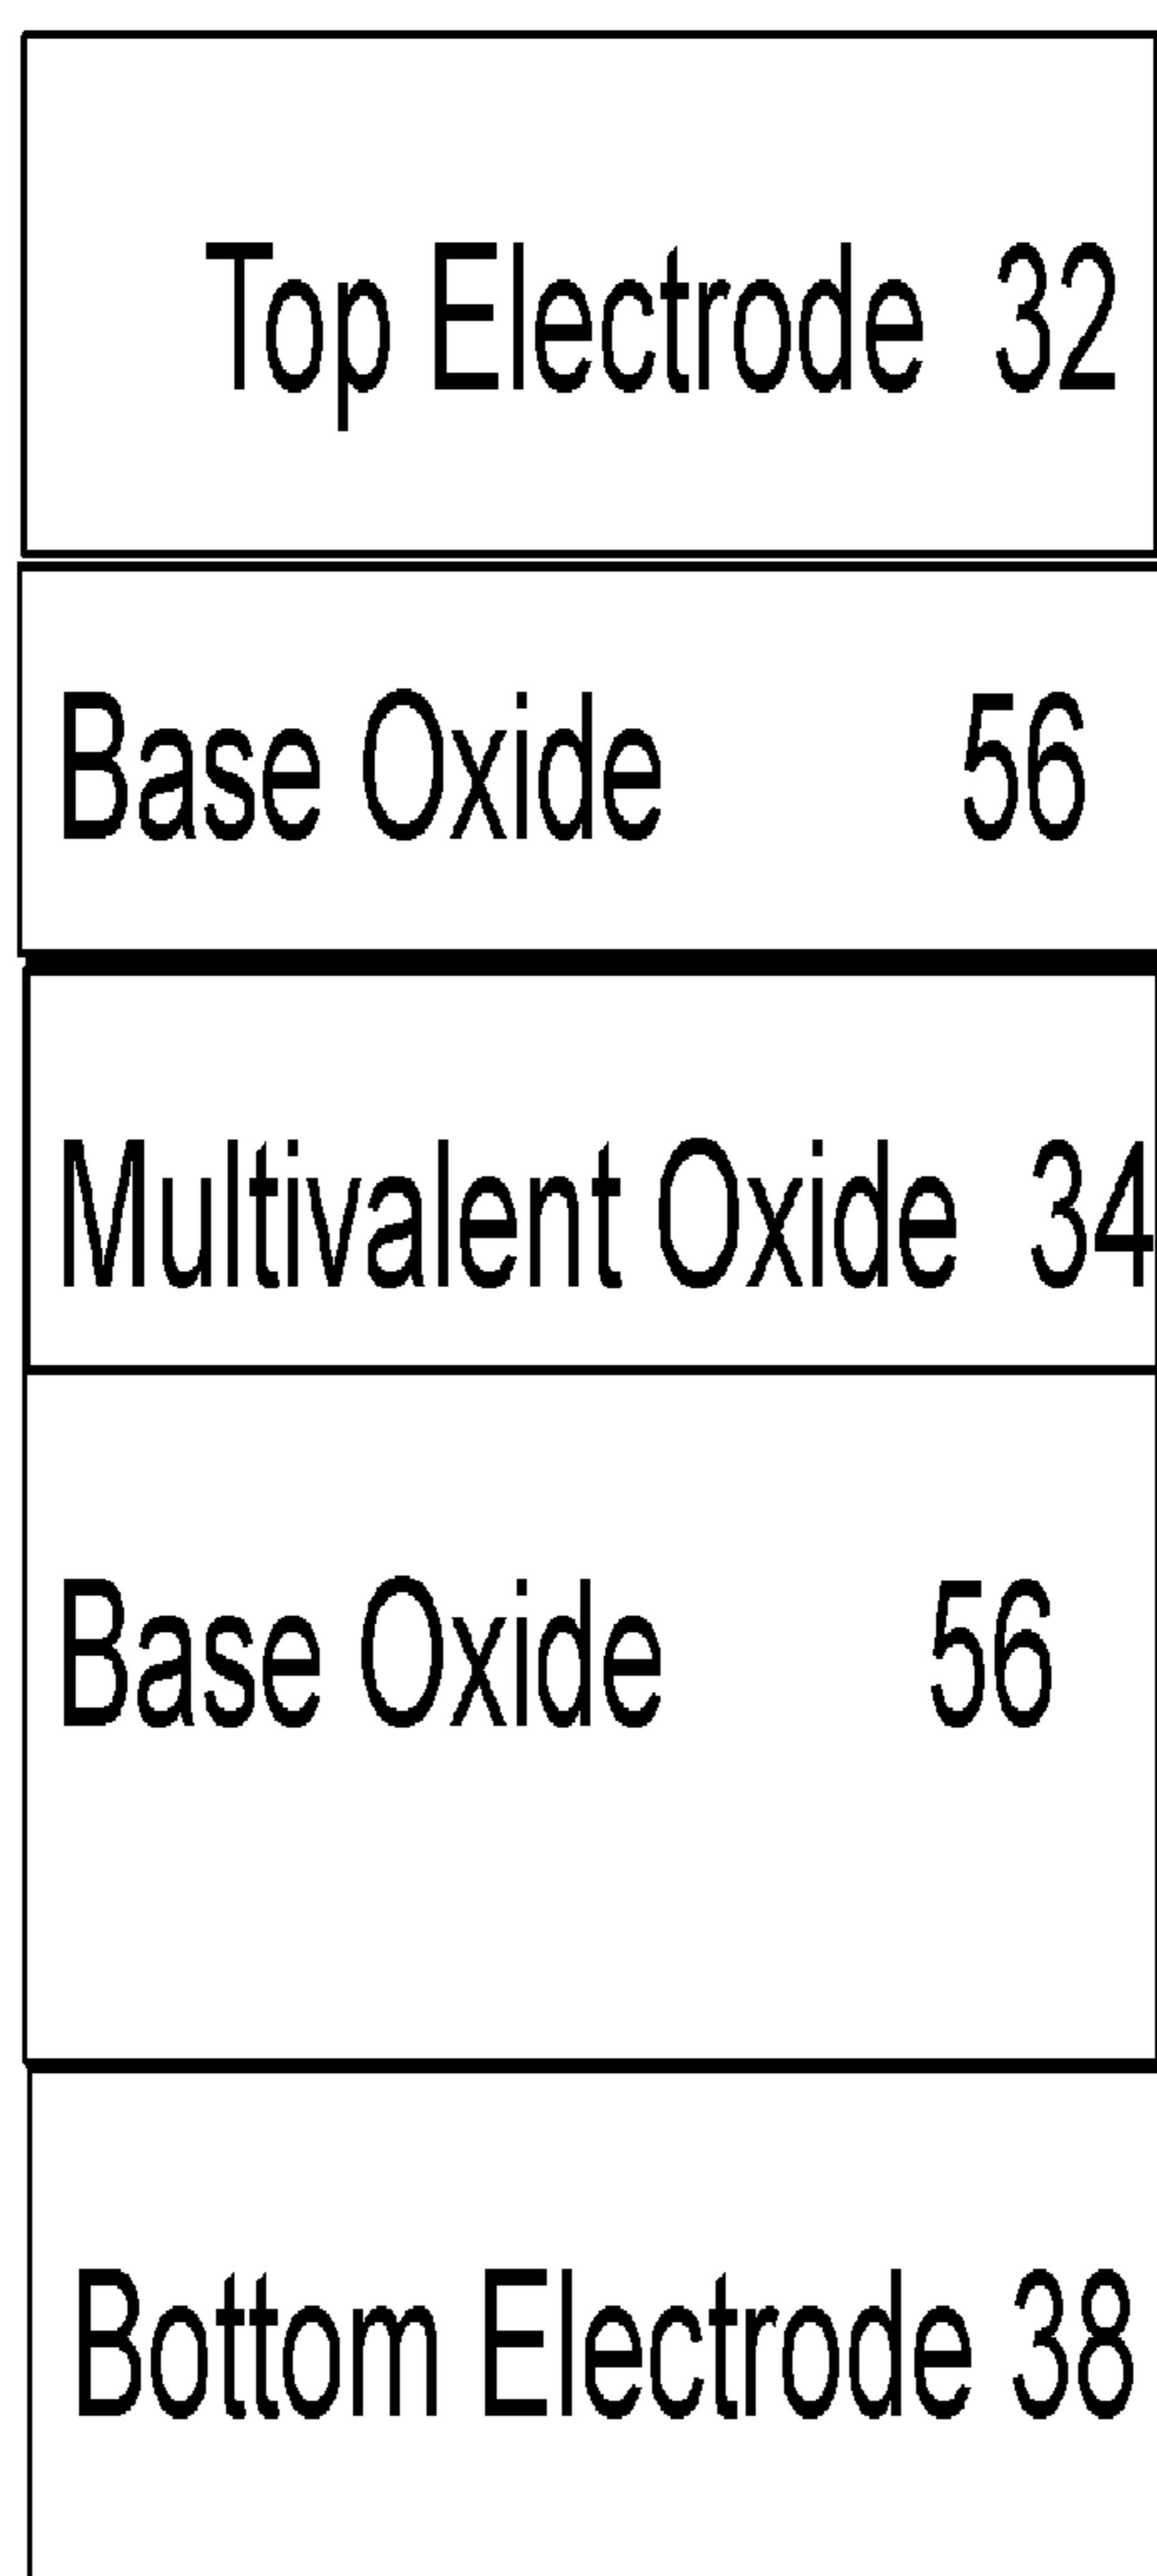 Top Electrode 32
Base Oxide 56
Multivalent Oxide 34
Base Oxide 56
Bottom Electrode 38